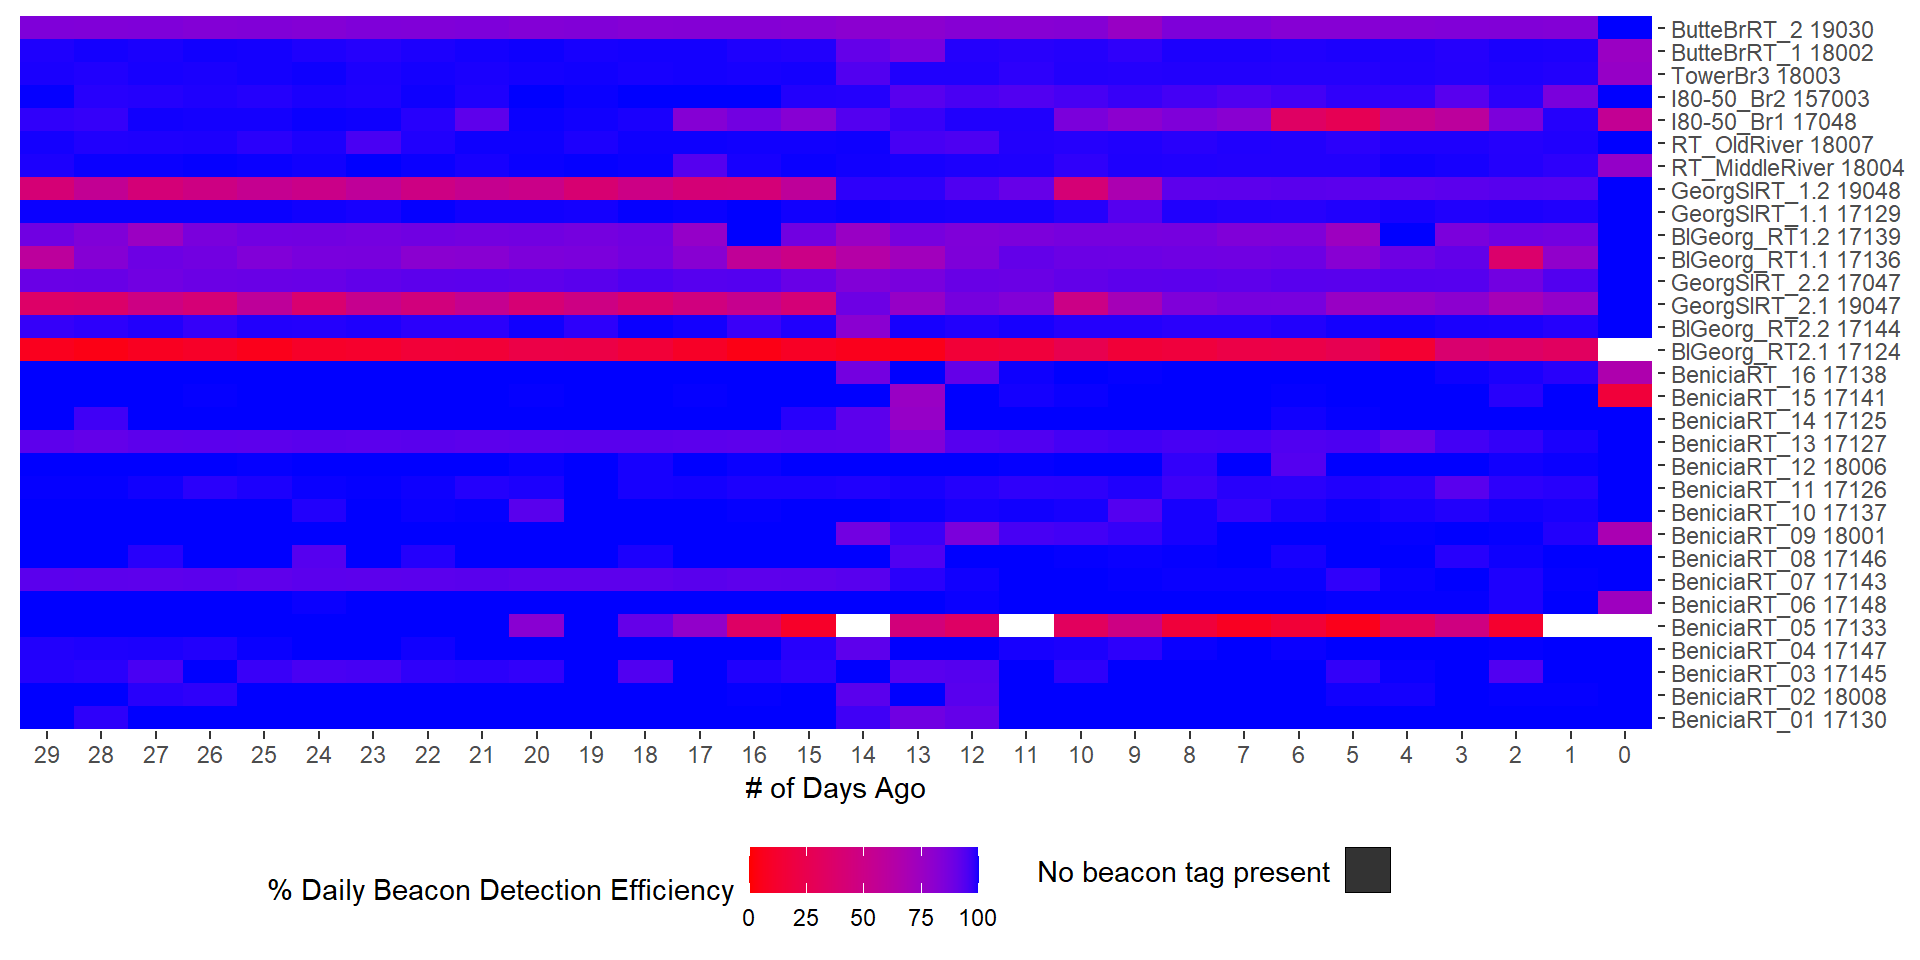 ButteBrRT_2 19030
ButteBrRT_1 18002
TowerBr3 18003
I80-50_Br2 157003
I80-50_Br1 17048
RT_OldRiver 18007
RT_MiddleRiver 18004
GeorgSlRT_1.2 19048
GeorgSlRT_1.1 17129
BlGeorg_RT1.2 17139
BlGeorg_RT1.1 17136
GeorgSlRT_2.2 17047
GeorgSlRT_2.1 19047
BlGeorg_RT2.2 17144
BlGeorg_RT2.1 17124
BeniciaRT_16 17138
BeniciaRT_15 17141
BeniciaRT_14 17125
BeniciaRT_13 17127
BeniciaRT_12 18006
BeniciaRT_11 17126
BeniciaRT_10 17137
BeniciaRT_09 18001
BeniciaRT_08 17146
BeniciaRT_07 17143
BeniciaRT_06 17148
BeniciaRT_05 17133
BeniciaRT_04 17147
BeniciaRT_03 17145
BeniciaRT_02 18008
BeniciaRT_01 17130
29 28 27 26 25 24 23 22 21 20 19 18 17 16 15 14 13 12 11 10 9 8 7 6 5 4 3 2 1 0
# of Days Ago
% Daily Beacon Detection Efficiency
0 25 50 75 100
No beacon tag present